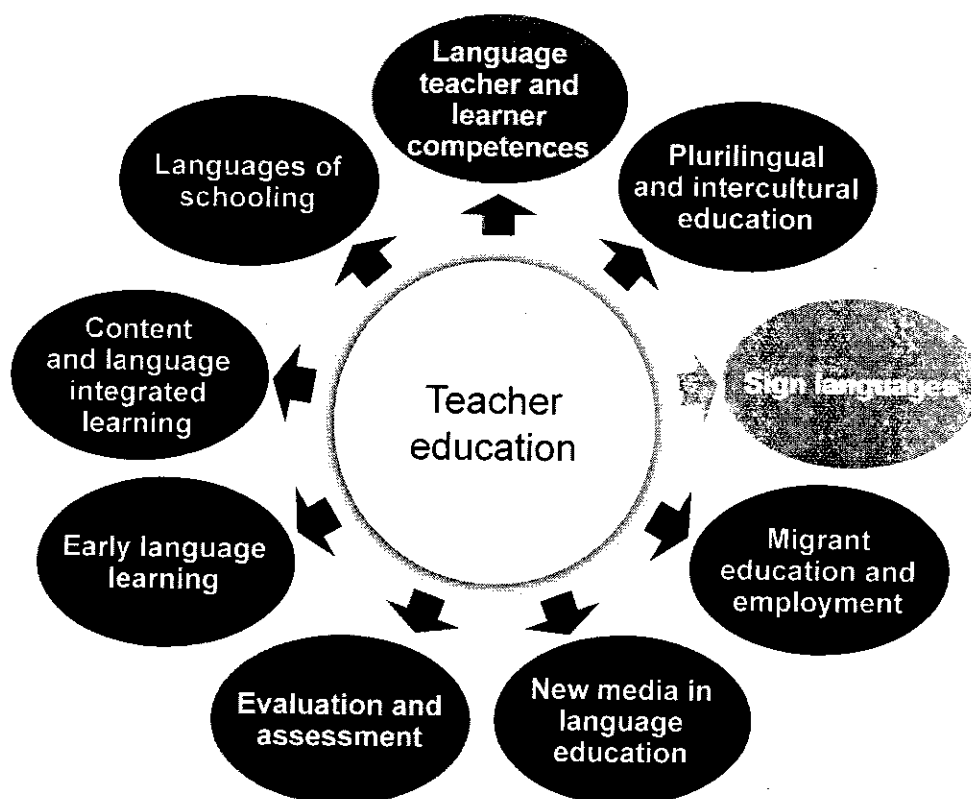 Language
teacher and
learner
competences
Plurilingual
and intercultural
education
Sign languages
Migrant
education and
employment
New media in
language
education
Evaluation and
assessment
Early language
learning
Content
and language
integrated
learning
Languages of
schooling
Teacher
education